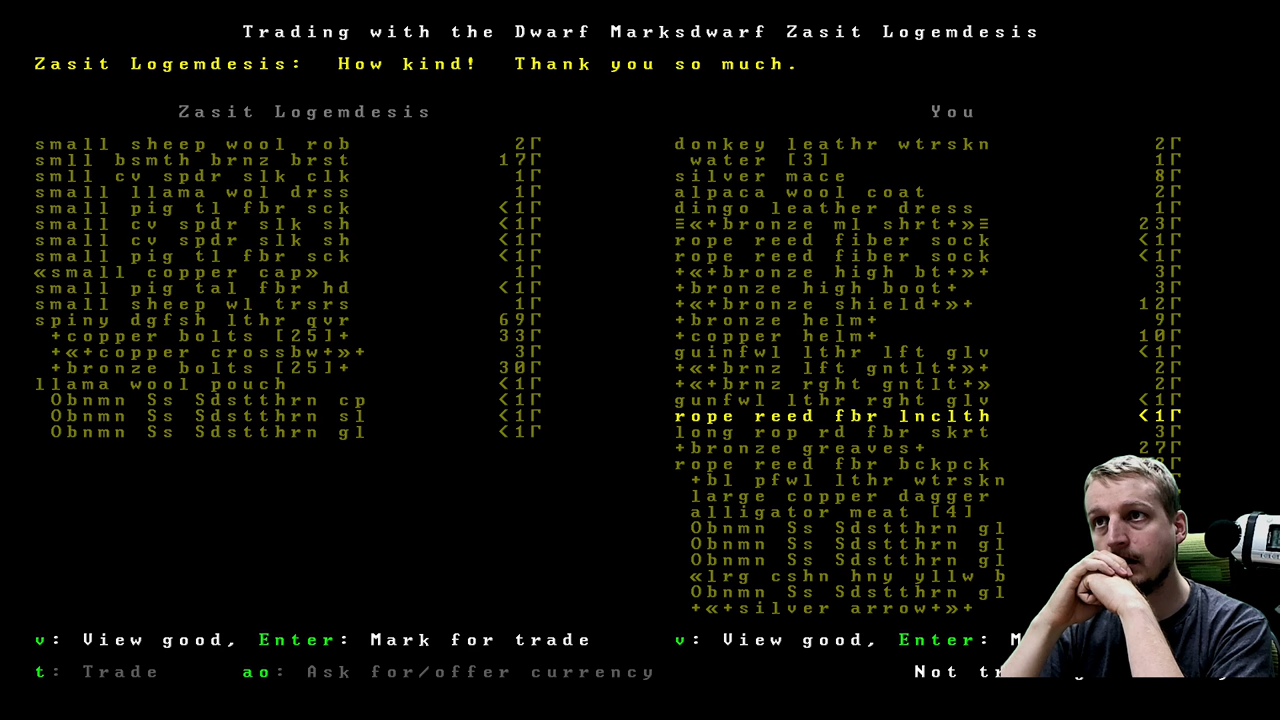 Trading with the Dwarf Marksdwarf Zasit Logemdesis
Zasit Logemdesis:  How kind!  Thank you so much.
Zasit Logemdesis
You
small sheep wool rob 2Γ
smll bsmth brnz brst 17Γ
smll cv spdr slk clk 1Γ
small llama wol drss 1Γ
small pig tl fbr sck <1Γ
small cv spdr slk sh <1Γ
small cv spdr slk sh <1Γ
small pig tl fbr sck <1Γ
«small copper cap» 1Γ
small pig tal fbr hd <1Γ
small sheep wl trsrs 1Γ
spiny dgfsh lthr qvr 69Γ
+copper bolts [25]+ 33Γ
+«+copper crossbw+»+ 3Γ
+bronze bolts [25]+ 30Γ
llama wool pouch <1Γ
Obnmn Ss Sdstthrn cp <1Γ
Obnmn Ss Sdstthrn sl <1Γ
Obnmn Ss Sdstthrn gl <1Γ
donkey leathr wtrskn 2Γ
water [3] 1Γ
silver mace 8Γ
alpaca wool coat 2Γ
dingo leather dress 1Γ
≡«+bronze ml shrt+»≡ 23Γ
rope reed fiber sock <1Γ
rope reed fiber sock <1Γ
+«+bronze high bt+»+ 3Γ
+bronze high boot+ 3Γ
+«+bronze shield+»+ 12Γ
+bronze helm+ 9Γ
+copper helm+ 10Γ
guinfwl lthr lft glv <1Γ
+«+brnz lft gntlt+»+ 2Γ
+«+brnz rght gntlt+» 2Γ
gunfwl lthr rght glv <1Γ
rope reed fbr lnclth <1Γ
long rop rd fbr skrt 3Γ
+bronze greaves+ 27Γ
rope reed fbr bckpck
+bl pfwl lthr wtrskn
large copper dagger
alligator meat [4]
Obnmn Ss Sdstthrn gl
Obnmn Ss Sdstthrn gl
Obnmn Ss Sdstthrn gl
«lrg cshn hny yllw b
Obnmn Ss Sdstthrn gl
+«+silver arrow+»+
v: View good, Enter: Mark for trade
v: View good, Enter:
t: Trade
ao: Ask for/offer currency
Not